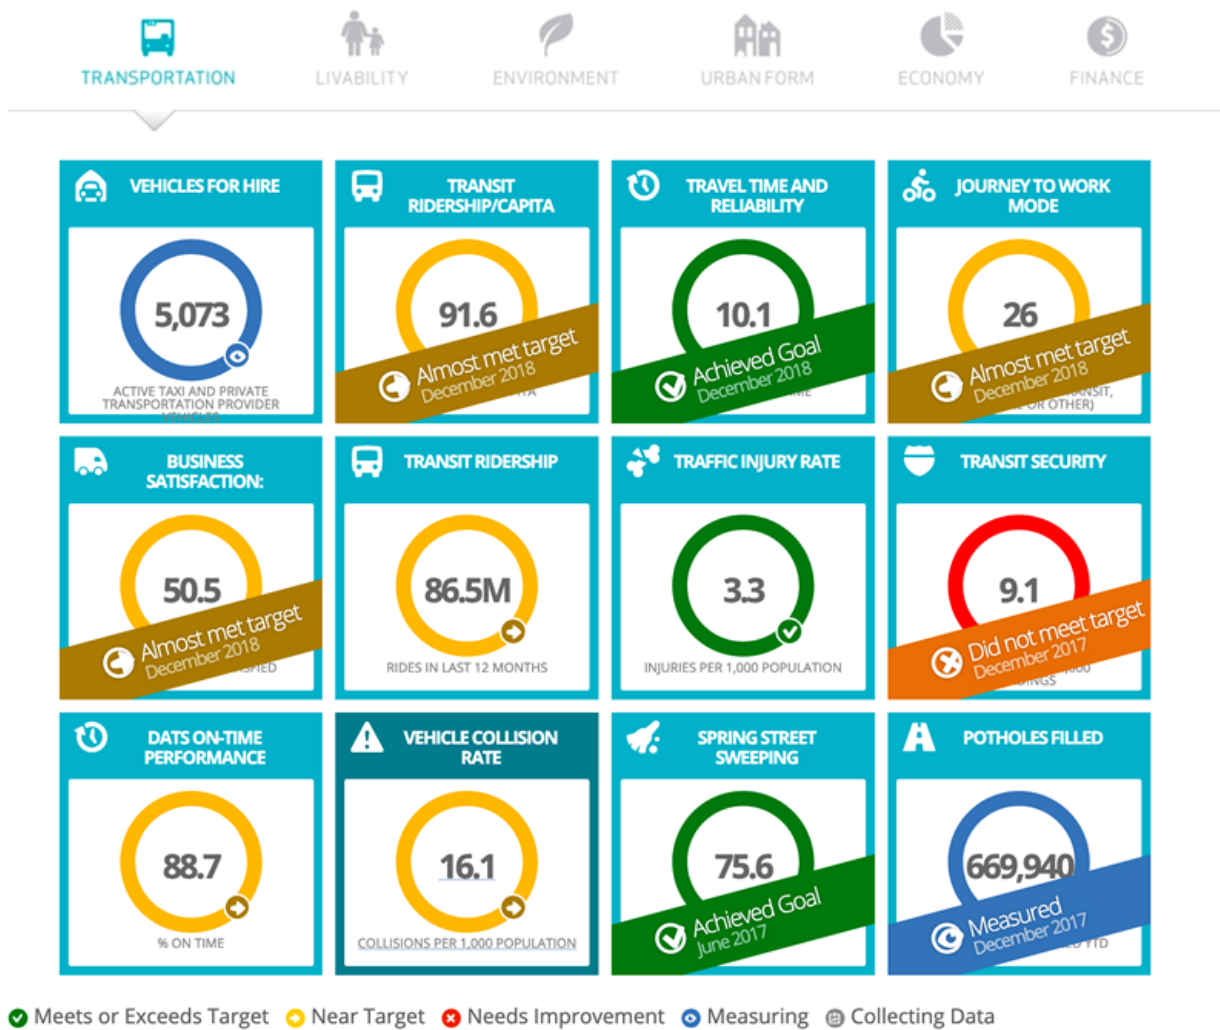 TRANSPORTATION
LIVABILITY
ENVIRONMENT
URBAN FORM
ECONOMY
FINANCE
VEHICLES FOR HIRE
5,073
ACTIVE TAXI AND PRIVATE
TRANSPORTATION PROVIDER
VEHICLES
TRANSIT
RIDERSHIP/CAPITA
91.6
Almost met target
December 2018
TRAVEL TIME AND
RELIABILITY
10.1
Achieved Goal
December 2018
JOURNEY TO WORK
MODE
26
Almost met target
December 2018
OR OTHER)
BUSINESS
SATISFACTION:
50.5
Almost met target
December 2018
TRANSIT RIDERSHIP
86.5M
RIDES IN LAST 12 MONTHS
TRAFFIC INJURY RATE
3.3
INJURIES PER 1,000 POPULATION
TRANSIT SECURITY
9.1
Did not meet target
December 2017
DATS ON-TIME
PERFORMANCE
88.7
% ON TIME
VEHICLE COLLISION
RATE
16.1
COLLISIONS PER 1,000 POPULATION
SPRING STREET
SWEEPING
75.6
Achieved Goal
June 2017
POTHOLES FILLED
669,940
Measured
December 2017
YTD
Meets or Exceeds Target
Near Target
Needs Improvement
Measuring
Collecting Data